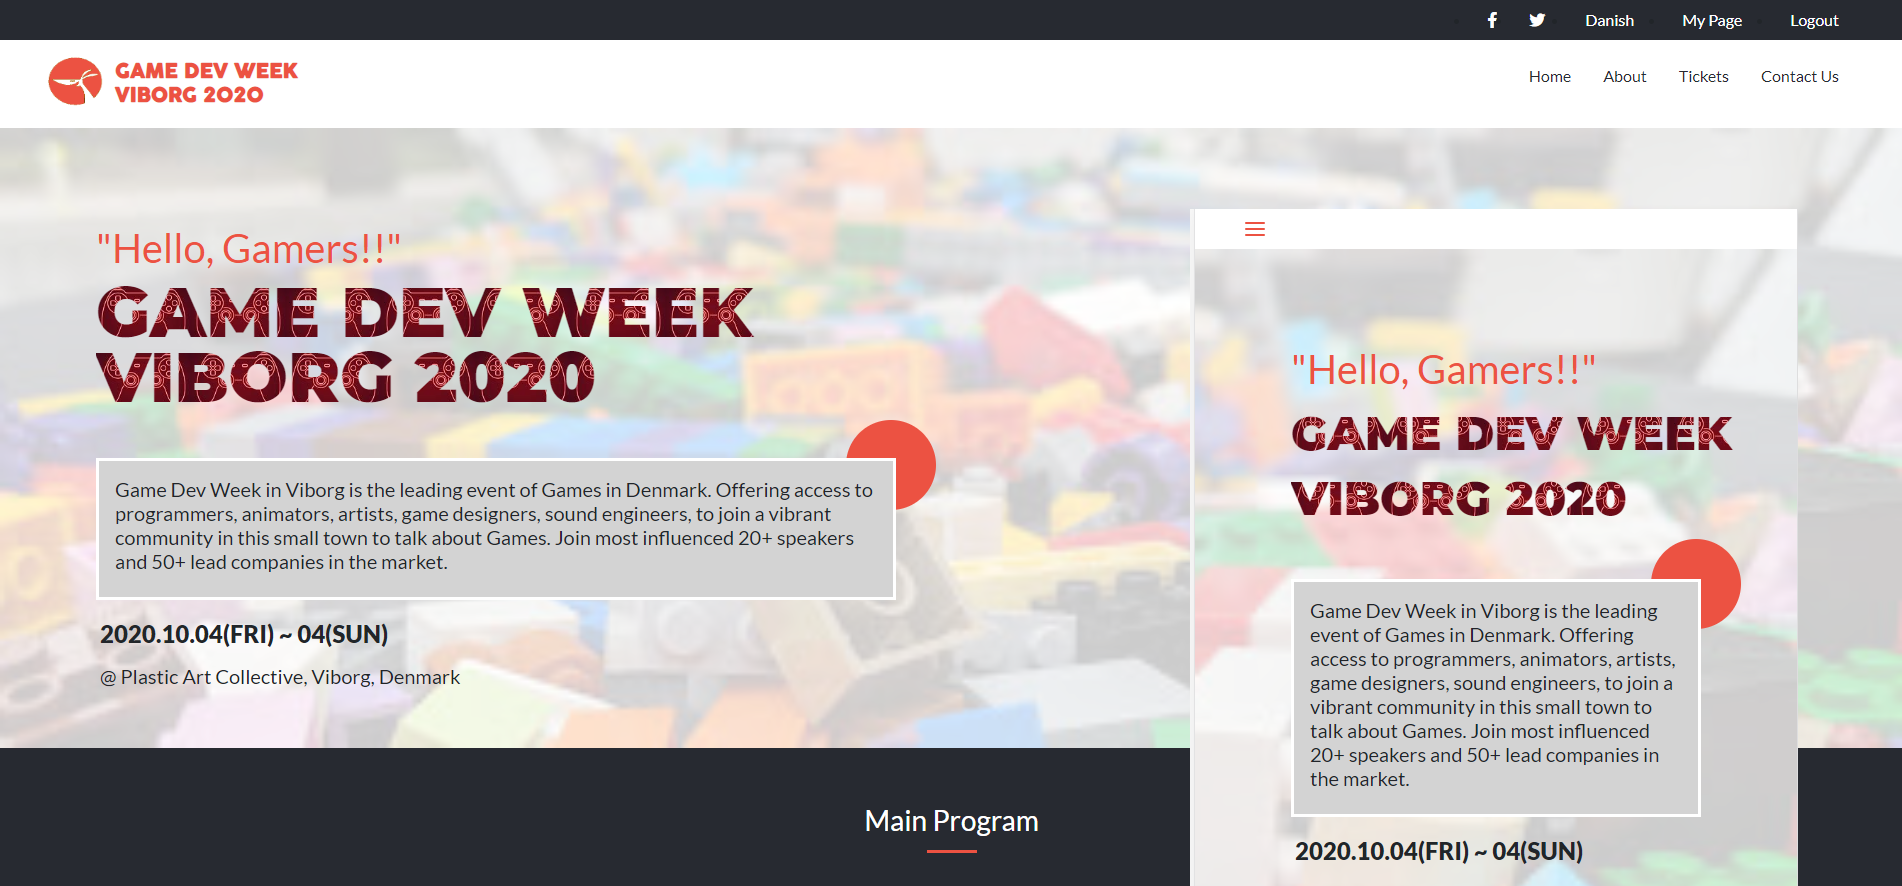 Danish My Page Logout
GAME DEV WEEK
VIBORG 2020
Home About Tickets Contact Us
"Hello, Gamers!!"
GAME DEV WEEK
VIBORG 2020
Game Dev Week in Viborg is the leading event of Games in Denmark. Offering access to
programmers, animators, artists, game designers, sound engineers, to join a vibrant
community in this small town to talk about Games. Join most influenced 20+ speakers
and 50+ lead companies in the market.
2020.10.04(FRI) ~ 04(SUN)
@ Plastic Art Collective, Viborg, Denmark
Main Program
"Hello, Gamers!!"
GAME DEV WEEK
VIBORG 2020
Game Dev Week in Viborg is the leading
event of Games in Denmark. Offering
access to programmers, animators, artists,
game designers, sound engineers, to join a
vibrant community in this small town to
talk about Games. Join most influenced
20+ speakers and 50+ lead companies in
the market.
2020.10.04(FRI) ~ 04(SUN)